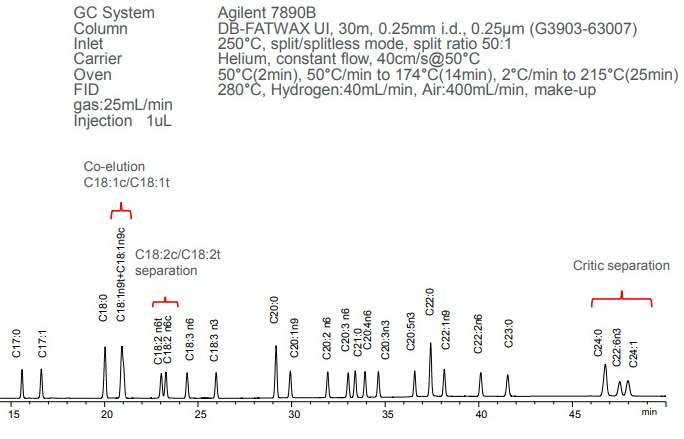 GC System Agilent 7890B
Column DB-FATWAX UI, 30m, 0.25mm i.d., 0.25µm (G3903-63007)
Inlet 250°C, split/splitless mode, split ratio 50:1
Carrier Helium, constant flow, 40cm/s@50°C
Oven 50°C(2min), 50°C/min to 174°C(14min), 2°C/min to 215°C(25min)
FID 280°C, Hydrogen:40mL/min, Air:400mL/min, make-up
gas:25mL/min
Injection 1uL
Co-elution
C18:1c/C18:1t
C18:2c/C18:2t
separation
Critic separation
C17:0
C17:1
C18:0
C18:1n9t+C18:1n9c
C18:2 n6t
C18:2 n6c
C18:3 n6
C18:3 n3
C20:0
C20:1n9
C20:2 n6
C20:3 n6
C21:0
C20:4n6
C20:3n3
C20:5n3
C22:0
C22:1n9
C22:2n6
C23:0
C24:0
C22:6n3
C24:1
15 20 25 30 35 40 45 min